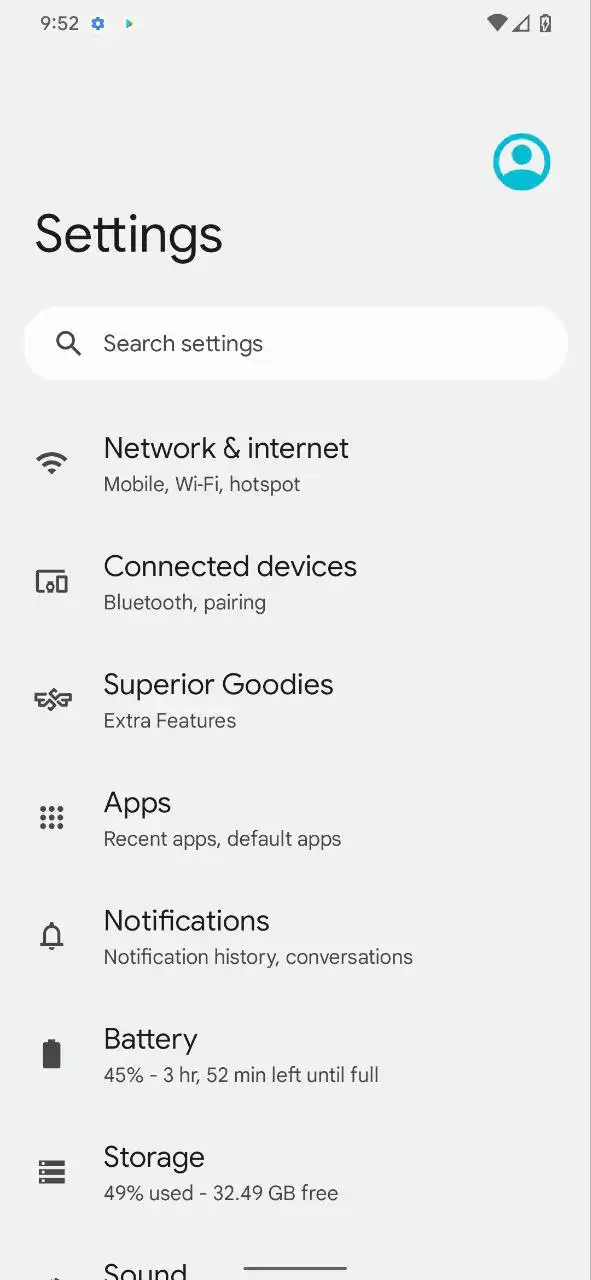 9:52
Settings
Search settings
Network & internet
Mobile, Wi-Fi, hotspot
Connected devices
Bluetooth, pairing
Superior Goodies
Extra Features
Apps
Recent apps, default apps
Notifications
Notification history, conversations
Battery
45% - 3 hr, 52 min left until full
Storage
49% used - 32.49 GB free
Sound